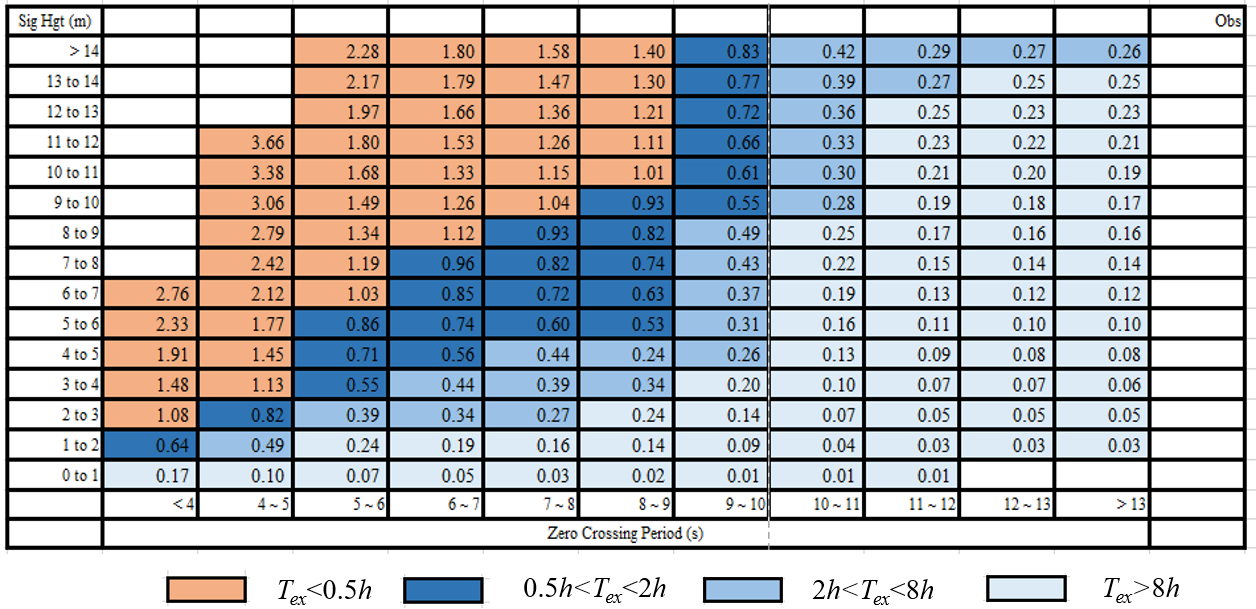 Sig Hgt (m) Obs
> 14 2.28 1.80 1.58 1.40 0.83 0.42 0.29 0.27 0.26
13 to 14 2.17 1.79 1.47 1.30 0.77 0.39 0.27 0.25 0.25
12 to 13 1.97 1.66 1.36 1.21 0.72 0.36 0.25 0.23 0.23
11 to 12 3.66 1.80 1.53 1.26 1.11 0.66 0.33 0.23 0.22 0.21
10 to 11 3.38 1.68 1.33 1.15 1.01 0.61 0.30 0.21 0.20 0.19
9 to 10 3.06 1.49 1.26 1.04 0.93 0.55 0.28 0.19 0.18 0.17
8 to 9 2.79 1.34 1.12 0.93 0.82 0.49 0.25 0.17 0.16 0.16
7 to 8 2.42 1.19 0.96 0.82 0.74 0.43 0.22 0.15 0.14 0.14
6 to 7 2.76 2.12 1.03 0.85 0.72 0.63 0.37 0.19 0.13 0.12 0.12
5 to 6 2.33 1.77 0.86 0.74 0.60 0.53 0.31 0.16 0.11 0.10 0.10
4 to 5 1.91 1.45 0.71 0.56 0.44 0.24 0.26 0.13 0.09 0.08 0.08
3 to 4 1.48 1.13 0.55 0.44 0.39 0.34 0.20 0.10 0.07 0.07 0.06
2 to 3 1.08 0.82 0.39 0.34 0.27 0.24 0.14 0.07 0.05 0.05 0.05
1 to 2 0.64 0.49 0.24 0.19 0.16 0.14 0.09 0.04 0.03 0.03 0.03
0 to 1 0.17 0.10 0.07 0.05 0.03 0.02 0.01 0.01 0.01
< 4 4 ~ 5 5 ~ 6 6 ~ 7 7 ~ 8 8 ~ 9 9 ~ 10 10 ~ 11 11 ~ 12 12 ~ 13 > 13
Zero Crossing Period (s)
Tex<0.5h 0.5h<Tex<2h 2h<Tex<8h Tex>8h